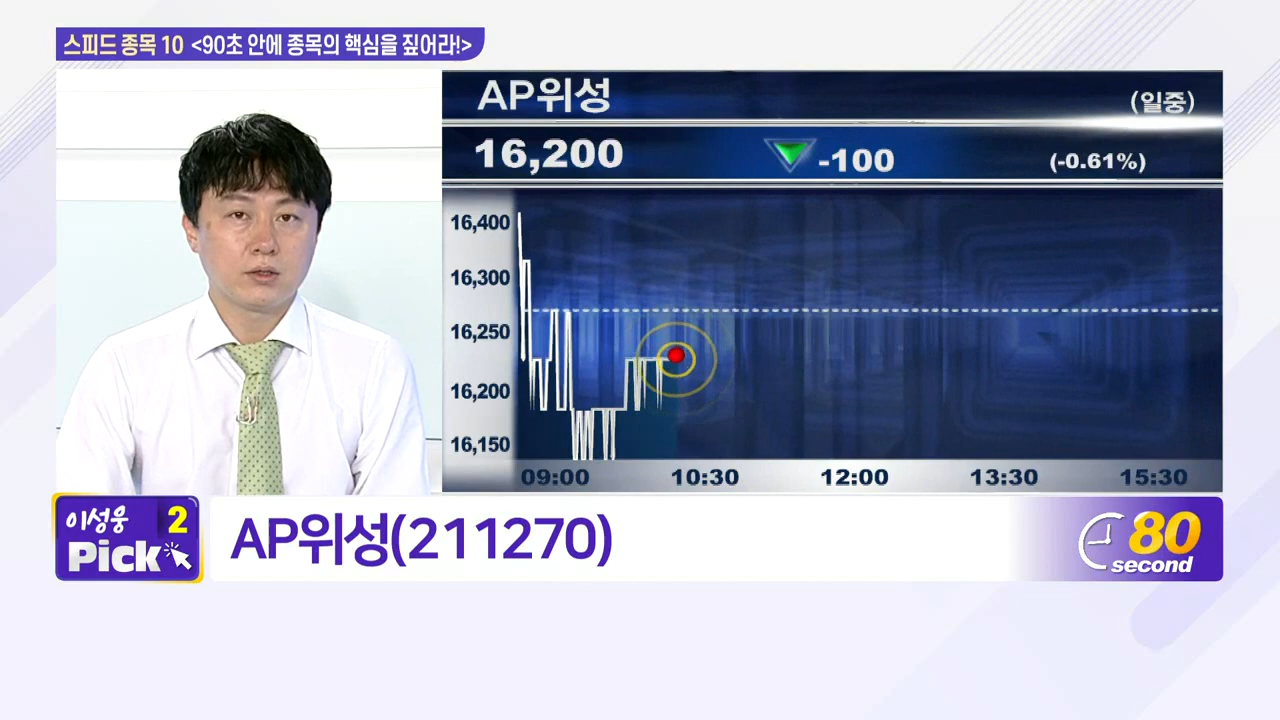 스피드 종목 10 <90초 안에 종목의 핵심을 짚어라!>
AP위성
(일중)
16,200 -100 (-0.61%)
16,400
16,300
16,250
16,200
16,150
09:00 10:30 12:00 13:30 15:30
이성웅 2
Pick
AP위성(211270)
80
second